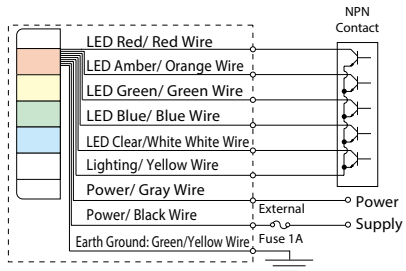 NPN
Contact
LED Red/ Red Wire
LED Amber/ Orange Wire
LED Green/ Green Wire
LED Blue/ Blue Wire
LED Clear/White White Wire
Lighting/ Yellow Wire
Power/ Gray Wire
Power
External
Power/ Black Wire
Supply
Earth Ground: Green/Yellow Wire
Fuse 1A